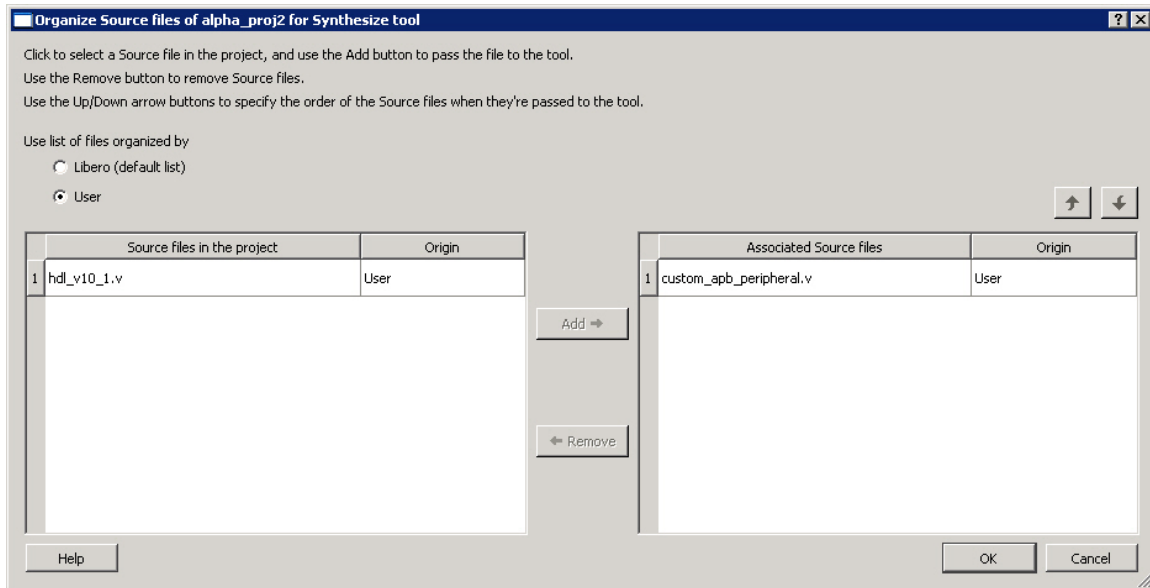 Organize Source files of alpha_proj2 for Synthesize tool
Click to select a Source file in the project, and use the Add button to pass the file to the tool.
Use the Remove button to remove Source files.
Use the Up/Down arrow buttons to specify the order of the Source files when they're passed to the tool.
Use list of files organized by
Libero (default list)
User
Source files in the project Origin
1 hdl_v10_1.v User
Add
Remove
Associated Source files Origin
1 custom_apb_peripheral.v User
Help
OK
Cancel